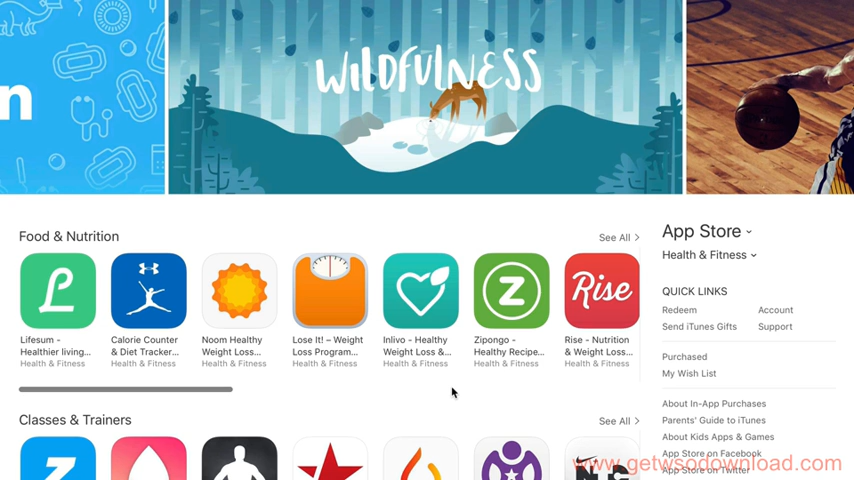 n
WILDFULNESS
Food & Nutrition
See All >
L
Z
Rise
Lifesum -
Healthier living...
Health & Fitness
Calorie Counter
& Diet Tracker...
Health & Fitness
Noom Healthy
Weight Loss...
Health & Fitness
Lose It! – Weight
Loss Program...
Health & Fitness
Inlivo - Healthy
Weight Loss &...
Health & Fitness
Zipongo -
Healthy Recipe...
Health & Fitness
Rise - Nutrition
& Weight Loss...
Health & Fitness
Classes & Trainers
See All >
App Store
Health & Fitness
QUICK LINKS
Redeem
Account
Send iTunes Gifts
Support
Purchased
My Wish List
About In-App Purchases
Parents' Guide to iTunes
About Kids Apps & Games
App Store on Facebook
App Store on Twitter
www.getwsodownload.com